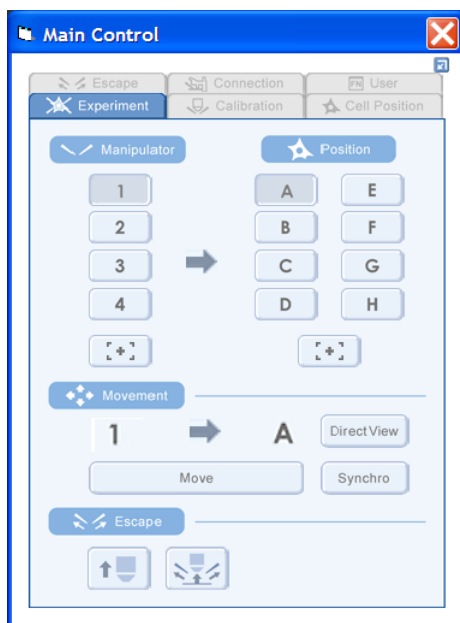 Main Control
Escape Connection FN User
Experiment Calibration Cell Position
Manipulator Position
1 A E
2 B F
3 C G
4 D H
Movement
1 A Direct View
Move Synchro
Escape